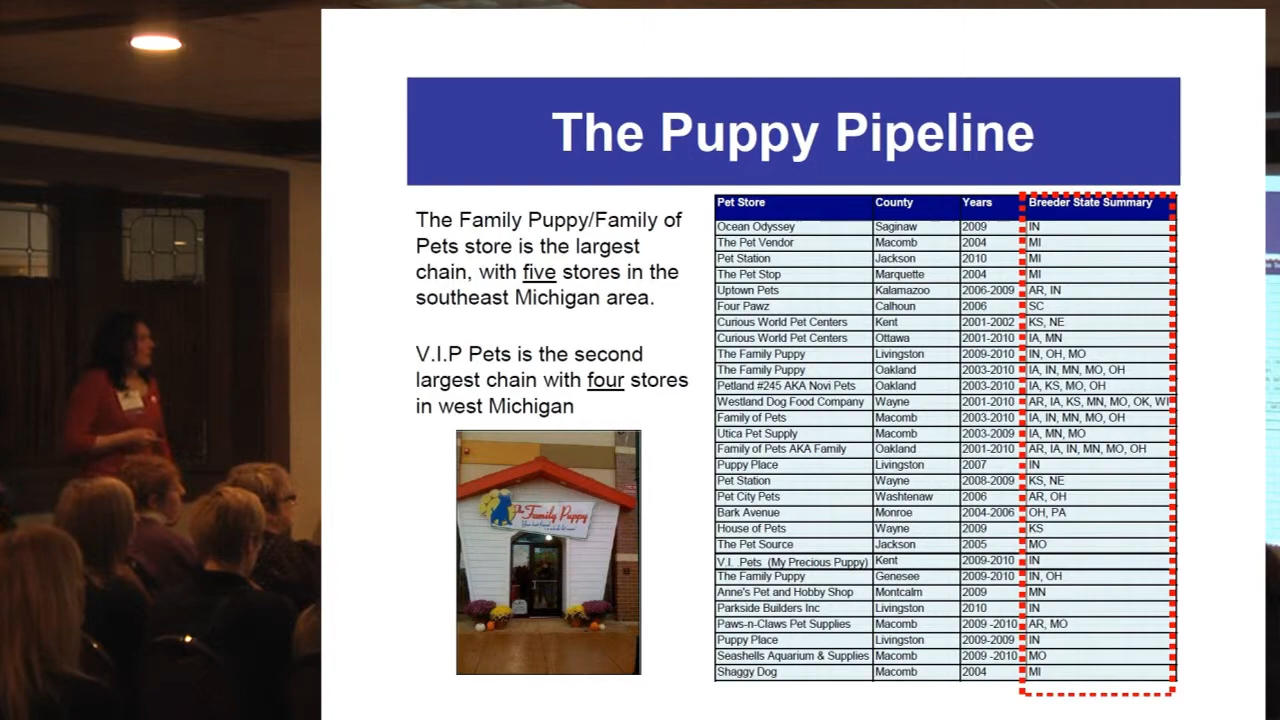 The Puppy Pipeline
The Family Puppy/Family of
Pets store is the largest
chain, with five stores in the
southeast Michigan area.
V.I.P Pets is the second
largest chain with four stores
in west Michigan
The Family Puppy
Pet Store County Years Breeder State Summary
Ocean Odyssey Saginaw 2009 IN
The Pet Vendor Macomb 2004 MI
Pet Station Jackson 2010 MI
The Pet Stop Marquette 2004 MI
Uptown Pets Kalamazoo 2006-2009 AR, IN
Four Pawz Calhoun 2006 SC
Curious World Pet Centers Kent 2001-2002 KS, NE
Curious World Pet Centers Ottawa 2001-2010 IA, MN
The Family Puppy Livingston 2009-2010 IN, OH, MO
The Family Puppy Oakland 2003-2010 IA, IN, MN, MO, OH
Petland #245 AKA Novi Pets Oakland 2003-2010 IA, KS, MO, OH
Westland Dog Food Company Wayne 2001-2010 AR, IA, KS, MN, MO, OK, WI
Family of Pets Macomb 2003-2010 IA, IN, MN, MO, OH
Utica Pet Supply Macomb 2003-2009 IA, MN, MO
Family of Pets AKA Family Oakland 2001-2010 AR, IA, IN, MN, MO, OH
Puppy Place Livingston 2007 IN
Pet Station Wayne 2008-2009 KS, NE
Pet City Pets Washtenaw 2006 AR, OH
Bark Avenue Monroe 2004-2006 OH, PA
House of Pets Wayne 2009 KS
The Pet Source Jackson 2005 MO
V.I. .Pets (My Precious Puppy) Kent 2009-2010 IN
The Family Puppy Genesee 2009-2010 IN, OH
Anne's Pet and Hobby Shop Montcalm 2009 MN
Parkside Builders Inc Livingston 2010 IN
Paws-n-Claws Pet Supplies Macomb 2009 -2010 AR, MO
Puppy Place Livingston 2009-2009 IN
Seashells Aquarium & Supplies Macomb 2009 -2010 MO
Shaggy Dog Macomb 2004 MI